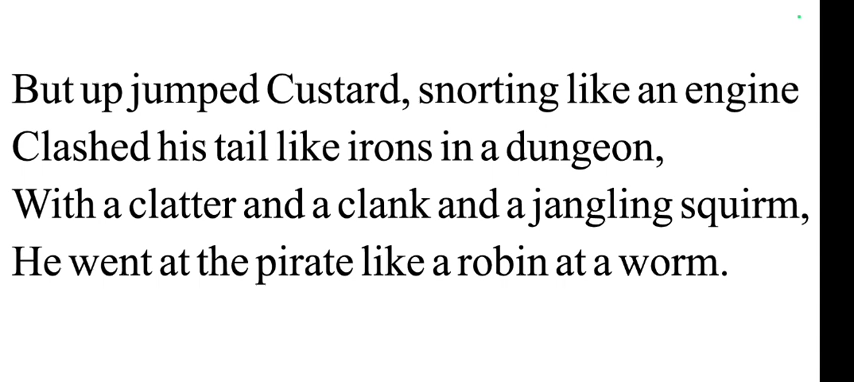 But up jumped Custard, snorting like an engine
Clashed his tail like irons in a dungeon,
With a clatter and a clank and a jangling squirm,
He went at the pirate like a robin at a worm.